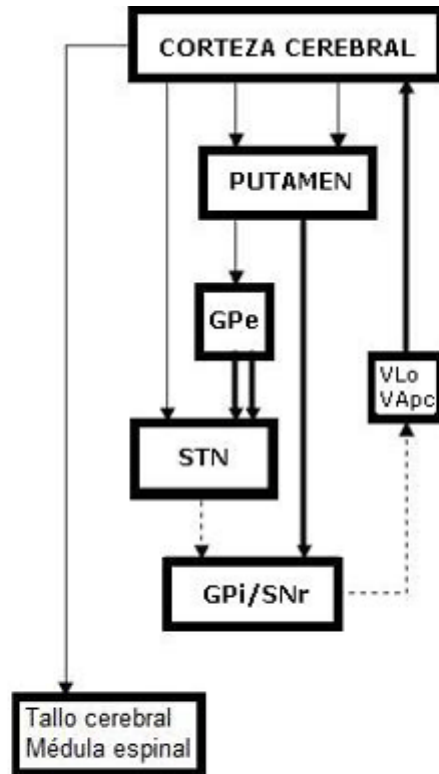 CORTEZA CEREBRAL
PUTAMEN
GPe
VLo
VApc
STN
GPi/SNr
Tallo cerebral
Médula espinal